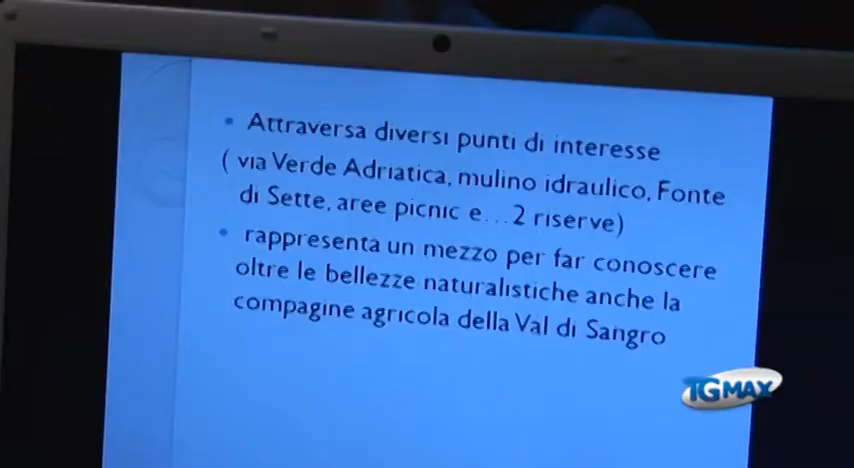 • Attraversa diversi punti di interesse
( via Verde Adriatica, mulino idraulico, Fonte
di Sette, aree picnic e…2 riserve)
• rappresenta un mezzo per far conoscere
oltre le bellezze naturalistiche anche la
compagine agricola della Val di Sangro
TGMAX